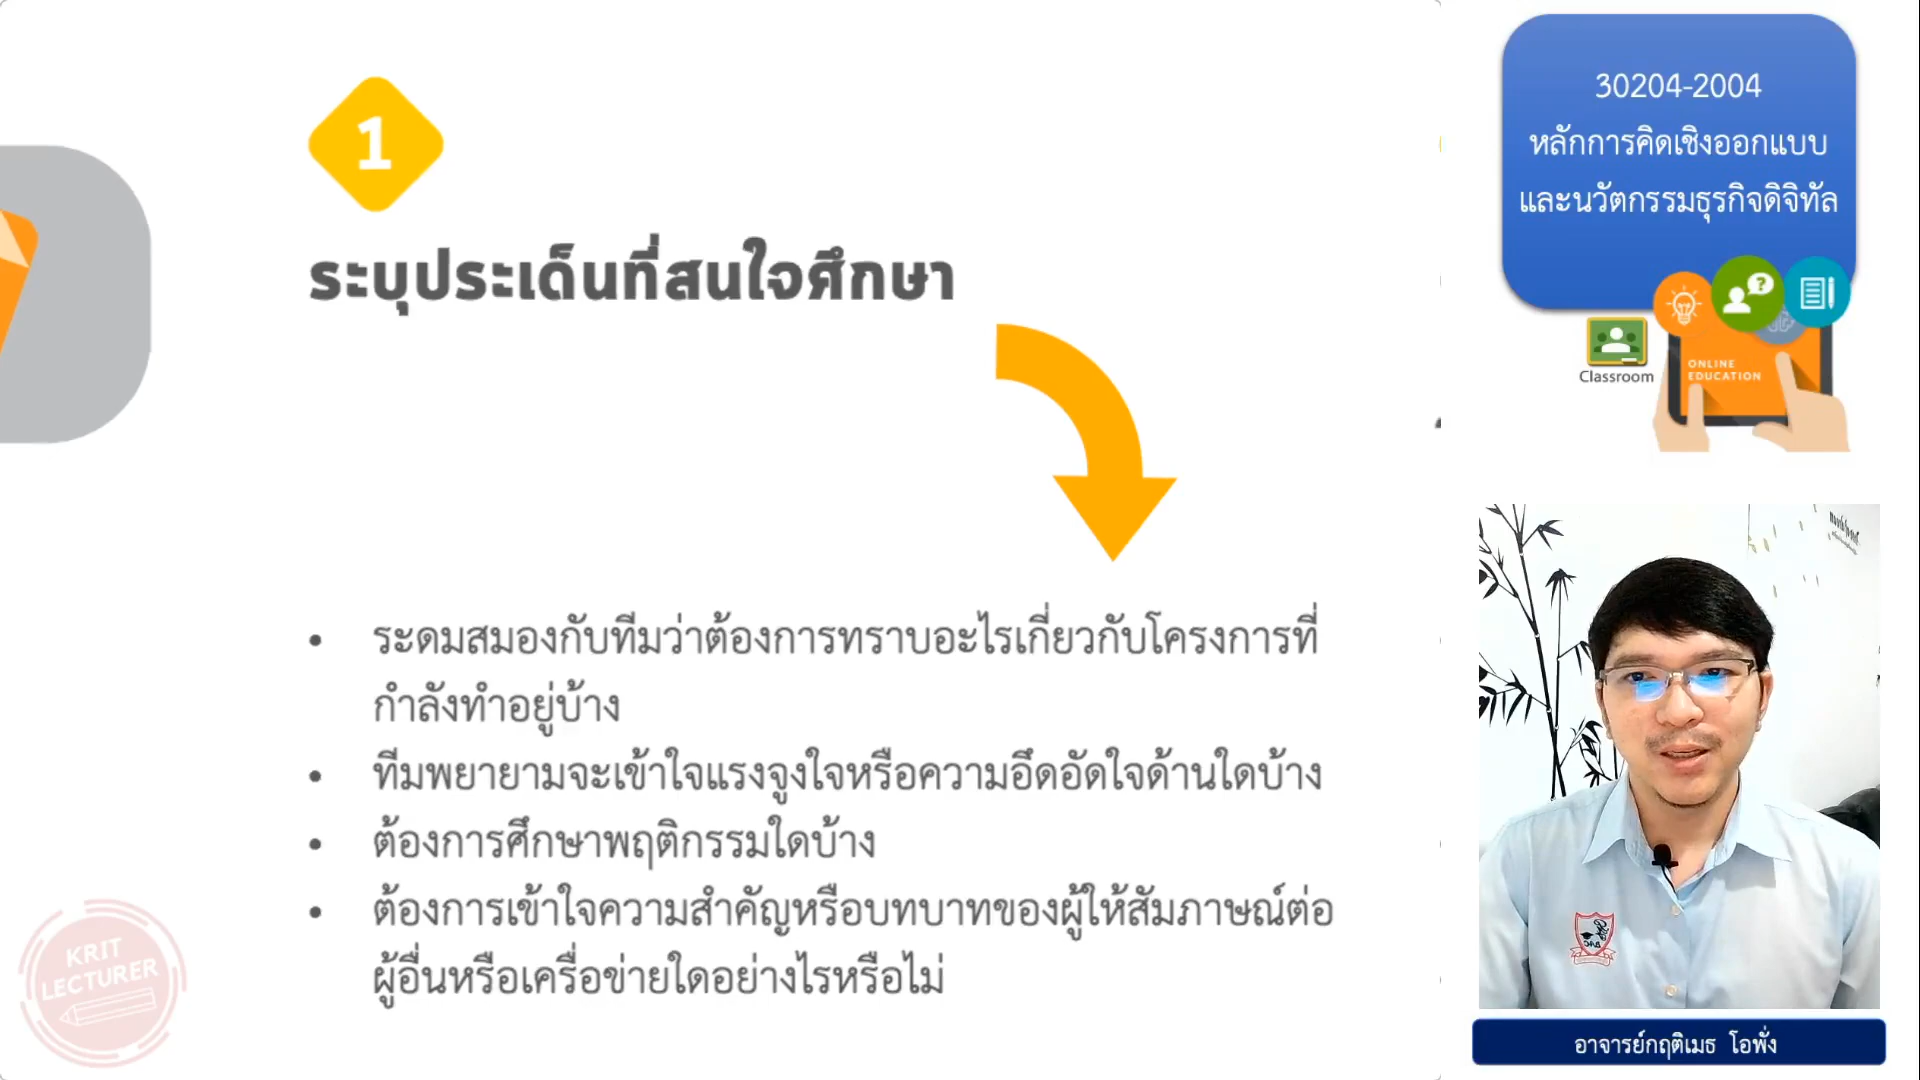 1
ระบุประเด็นที่สนใจศึกษา
• ระดมสมองกับทีมว่าต้องการทราบอะไรเกี่ยวกับโครงการที่
กำลังทำอยู่บ้าง
• ทีมพยายามจะเข้าใจแรงจูงใจหรือความอึดอัดใจด้านใดบ้าง
• ต้องการศึกษาพฤติกรรมใดบ้าง
• ต้องการเข้าใจความสำคัญหรือบทบาทของผู้ให้สัมภาษณ์ต่อ
ผู้อื่นหรือเครื่อข่ายใดอย่างไรหรือไม่
KRIT
LECTURER
30204-2004
หลักการคิดเชิงออกแบบ
และนวัตกรรมธุรกิจดิจิทัล
?
Classroom
ONLINE
EDUCATION
อาจารย์กฤติเมธ โอพั่ง